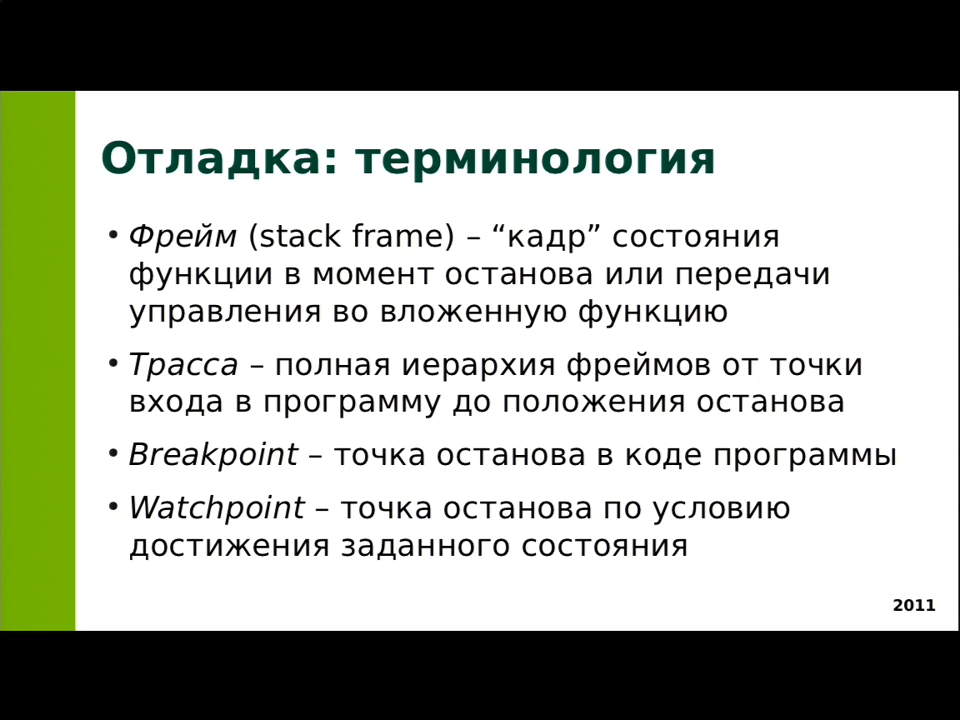 Отладка: терминология
• Фрейм (stack frame) – “кадр” состояния
функции в момент останова или передачи
управления во вложенную функцию
• Трасса – полная иерархия фреймов от точки
входа в программу до положения останова
• Breakpoint – точка останова в коде программы
• Watchpoint – точка останова по условию
достижения заданного состояния
2011